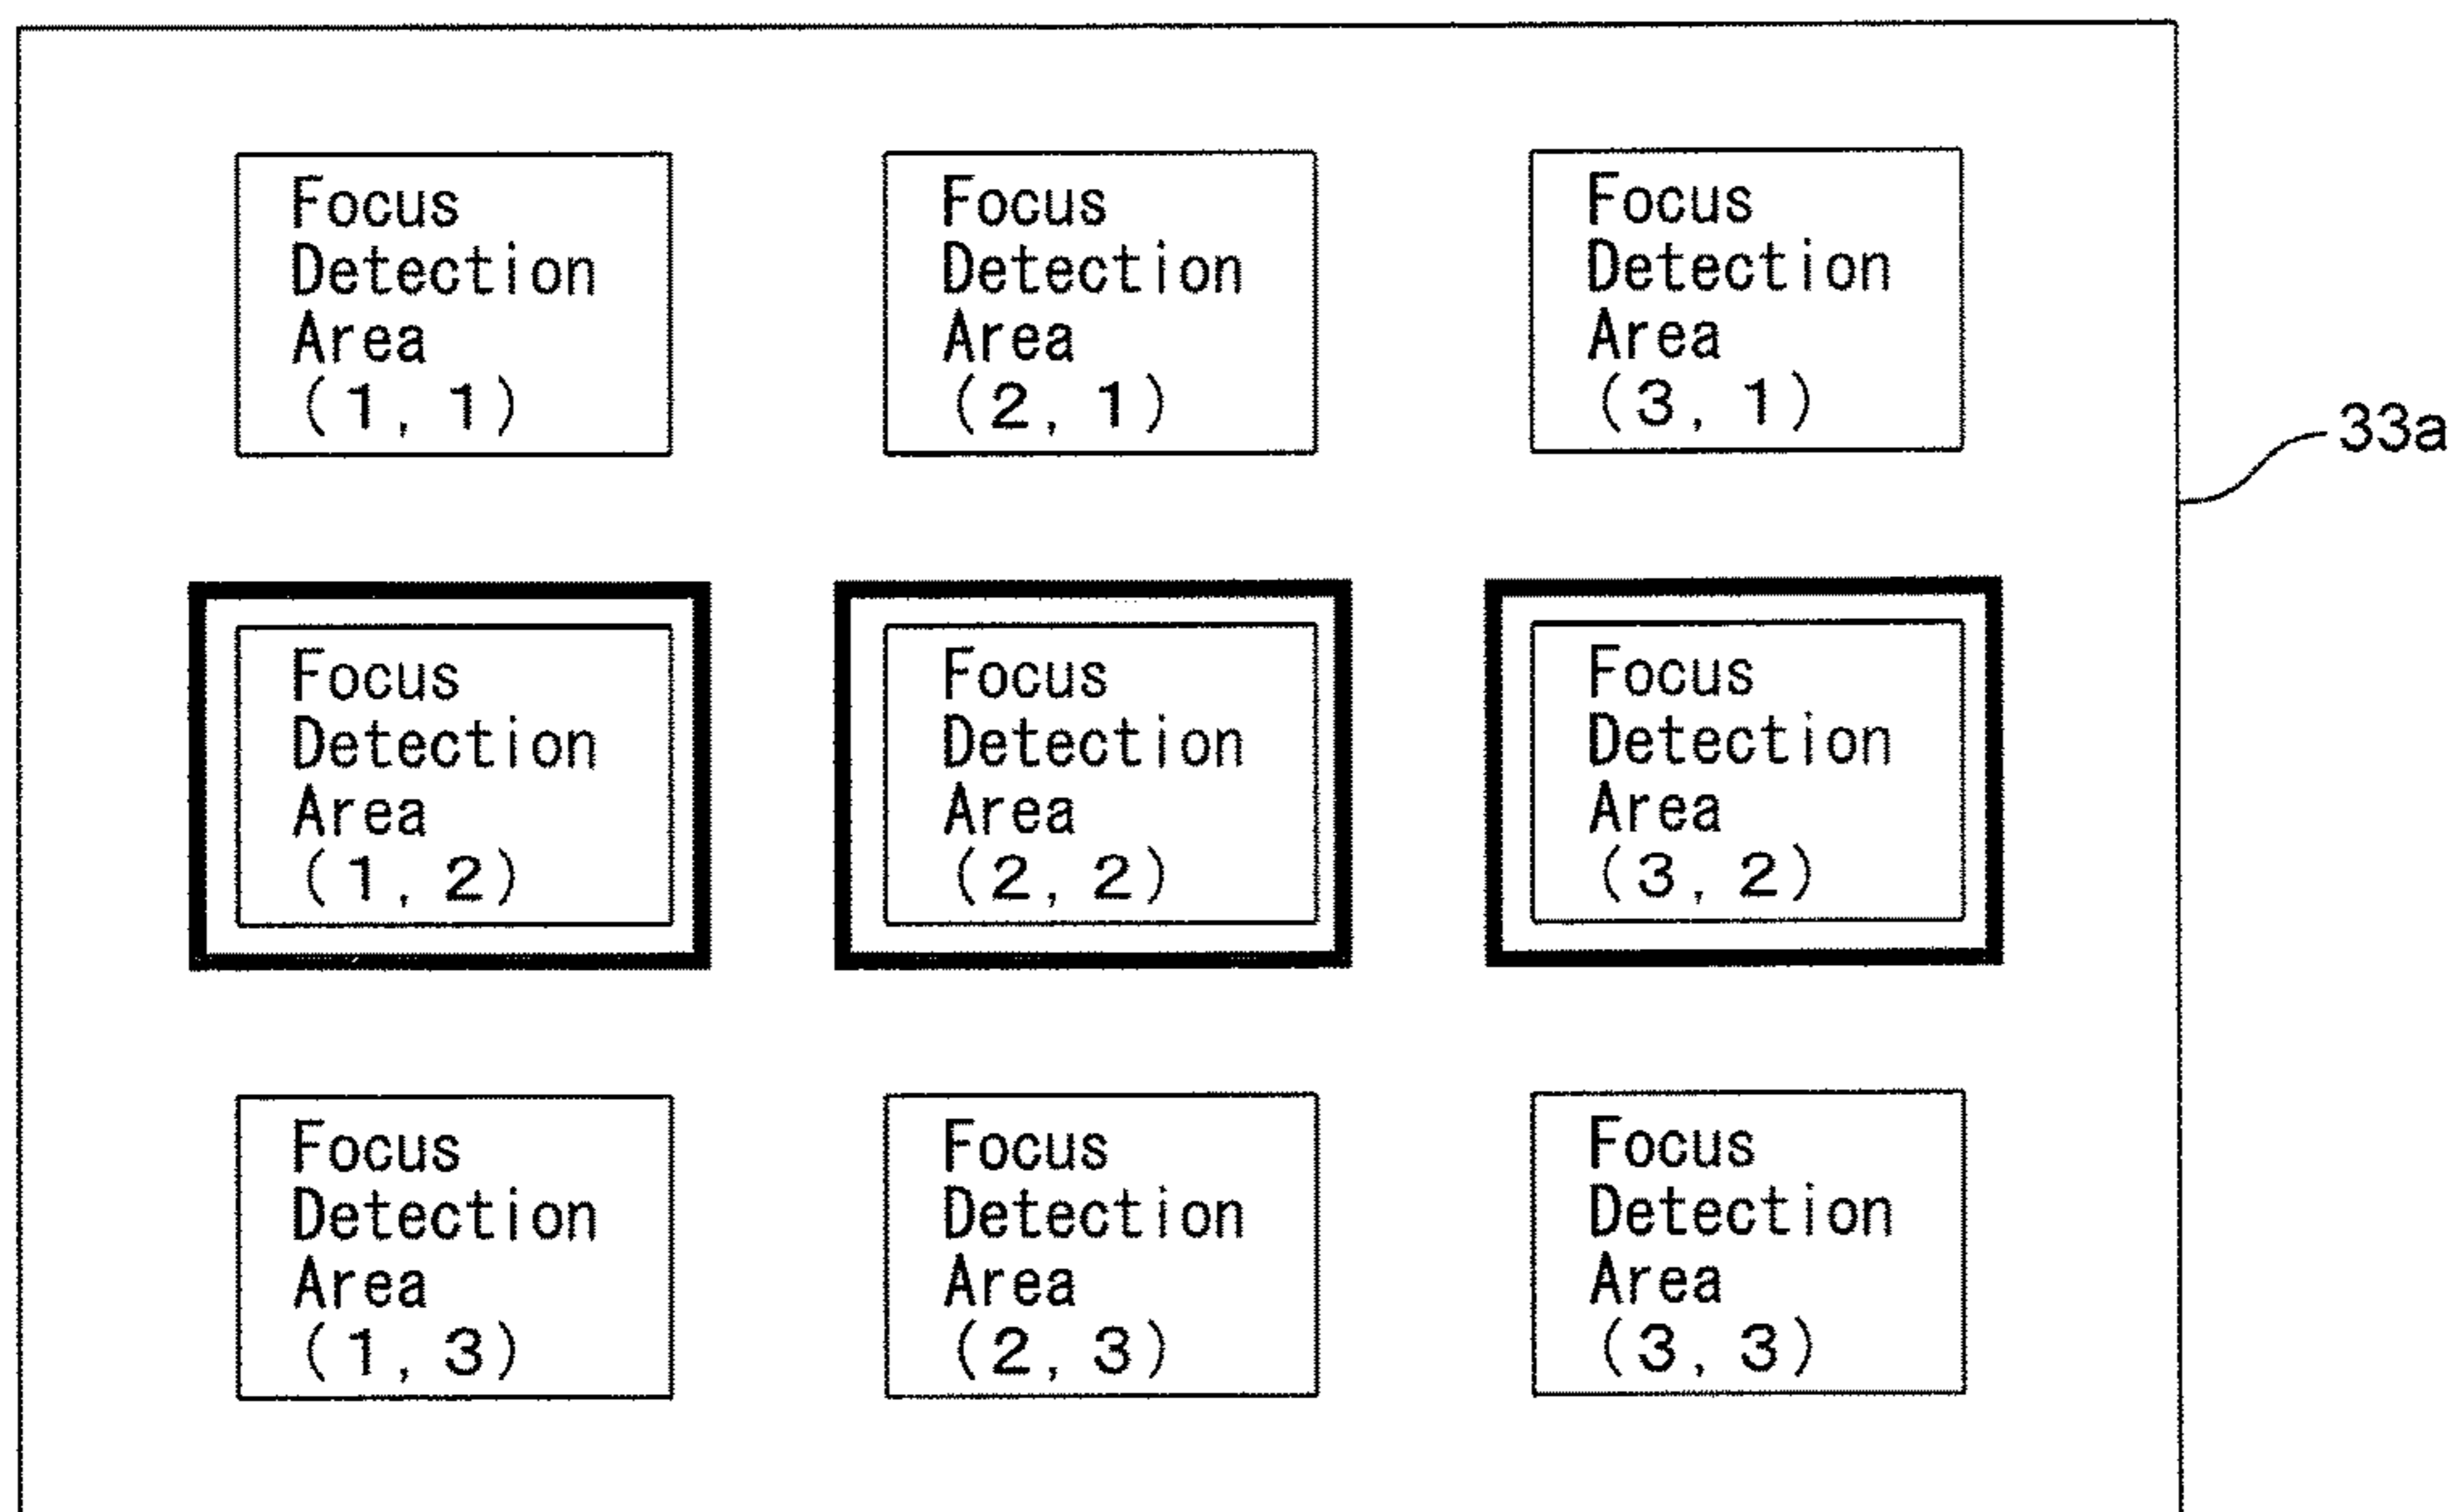 Focus
Detection
Area
(1, 1)
Focus
Detection
Area
(2, 1)
Focus
Detection
Area
(3, 1)
33a
Focus
Detection
Area
(1, 2)
Focus
Detection
Area
(2, 2)
Focus
Detection
Area
(3, 2)
Focus
Detection
Area
(1, 3)
Focus
Detection
Area
(2, 3)
Focus
Detection
Area
(3, 3)